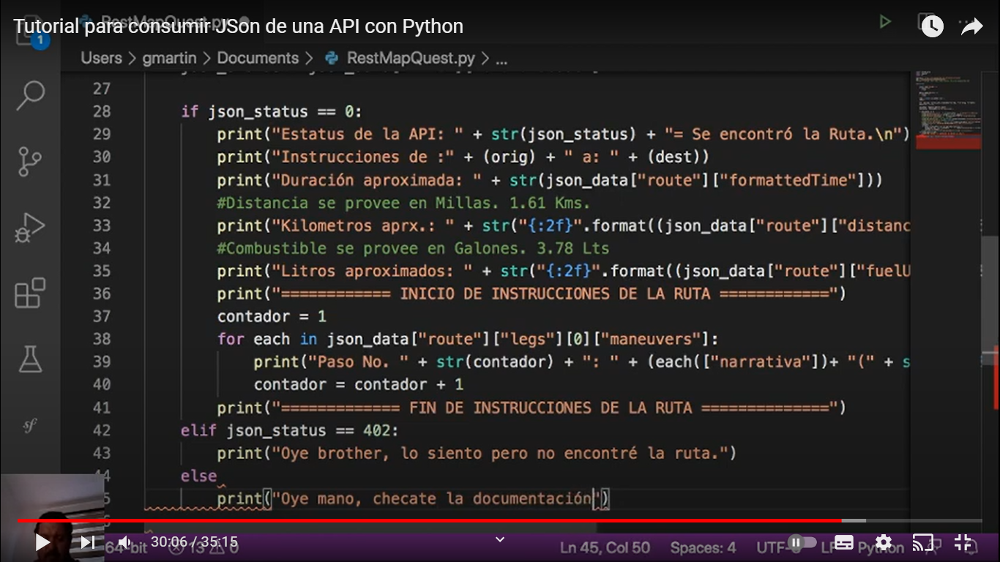 Tutorial para consumir JSon de una API con Python
RestMapQuest.py
1
Users > gmartin > Documents > RestMapQuest.py > ...
27
28 if json_status == 0:
29 print("Estatus de la API: " + str(json_status) + "= Se encontró la Ruta.\n")
30 print("Instrucciones de :" + (orig) + " a: " + (dest))
31 print("Duración aproximada: " + str(json_data["route"]["formattedTime"]))
32 #Distancia se provee en Millas. 1.61 Kms.
33 print("Kilometros aprx.: " + str("{:2f}".format((json_data["route"]["distanc
34 #Combustible se provee en Galones. 3.78 Lts
35 print("Litros aproximados: " + str("{:2f}".format((json_data["route"]["fuelU
36 print("============ INICIO DE INSTRUCCIONES DE LA RUTA ============")
37 contador = 1
38 for each in json_data["route"]["legs"][0]["maneuvers"]:
39 print("Paso No. " + str(contador) + ": " + (each(["narrativa"])+ "(" + s
40 contador = contador + 1
41 print("============= FIN DE INSTRUCCIONES DE LA RUTA ==============")
42 elif json_status == 402:
43 print("Oye brother, lo siento pero no encontré la ruta.")
44 else
5 print("Oye mano, checate la documentación")
30:06 / 35:15
64-bit 13 0 Ln 45, Col 50 Spaces: 4 UTF-8 LF Python